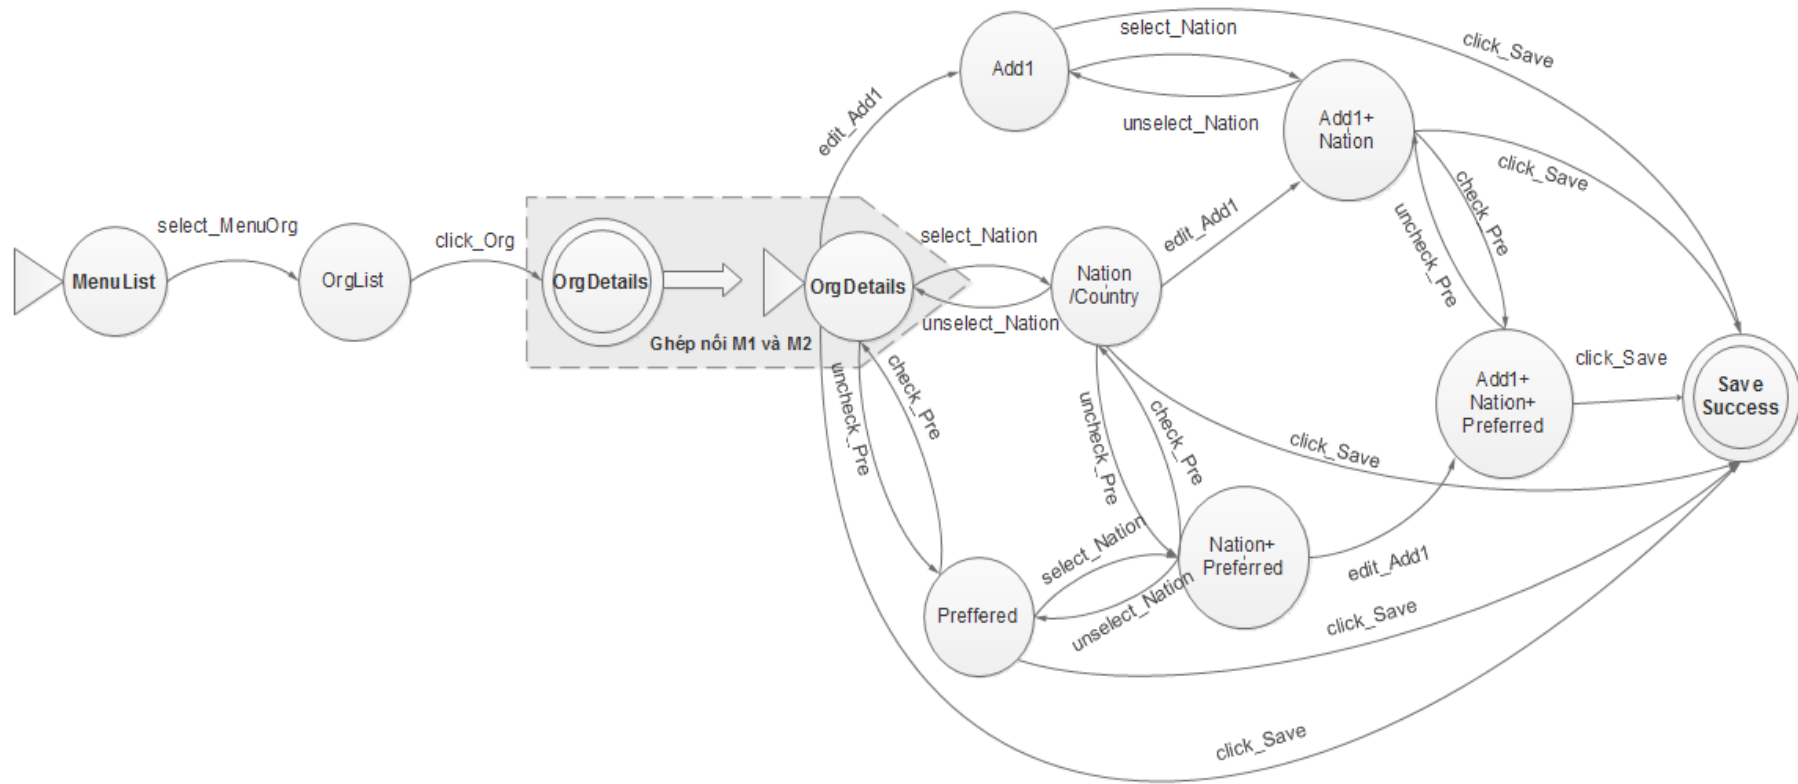 select_MenuOrg
click_Org
MenuList
OrgList
OrgDetails
OrgDetails
Ghép nối M1 và M2
edit_Add1
Add1
select_Nation
unselect_Nation
click_Save
Add1+
Nation
click_Save
check_Pre
uncheck_Pre
select_Nation
unselect_Nation
Nation
/Country
edit_Add1
uncheck_Pre
check_Pre
uncheck_Pre
check_Pre
click_Save
Add1+
Nation+
Preferred
click_Save
Save
Success
Preffered
select_Nation
unselect_Nation
Nation+
Preferred
edit_Add1
click_Save
click_Save